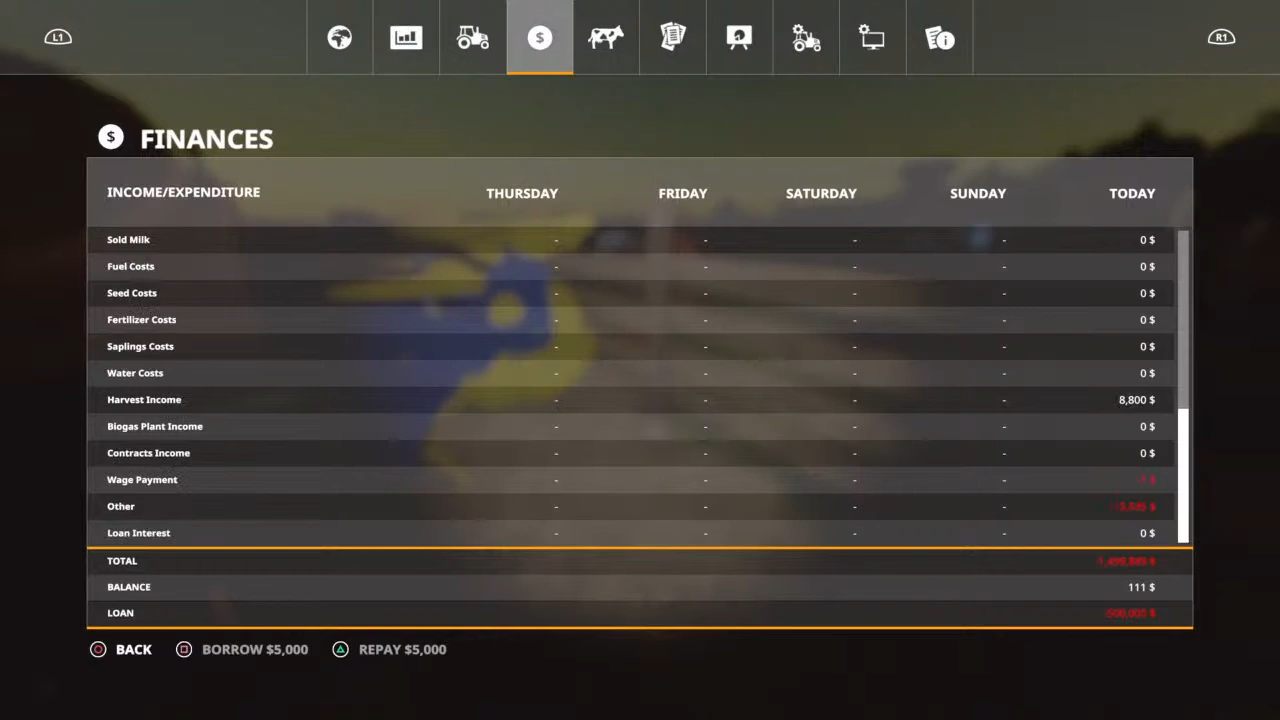 L1
R1
$
$
FINANCES
INCOME/EXPENDITURE THURSDAY FRIDAY SATURDAY SUNDAY TODAY
Sold Milk - - - - 0 $
Fuel Costs - - - - 0 $
Seed Costs - - - - 0 $
Fertilizer Costs - - - - 0 $
Saplings Costs - - - - 0 $
Water Costs - - - - 0 $
Harvest Income - - - - 8,800 $
Biogas Plant Income - - - - 0 $
Contracts Income - - - - 0 $
Wage Payment - - - - $
Other - - - - $
Loan Interest - - - - 0 $
TOTAL $
BALANCE 111 $
LOAN $
BACK BORROW $5,000 REPAY $5,000